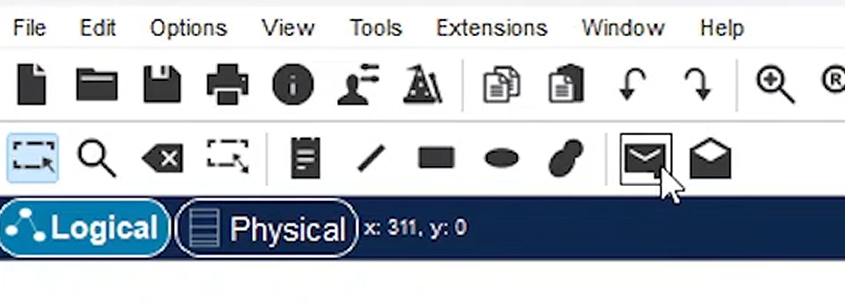 File Edit Options View Tools Extensions Window Help
Logical Physical x: 311, y: 0